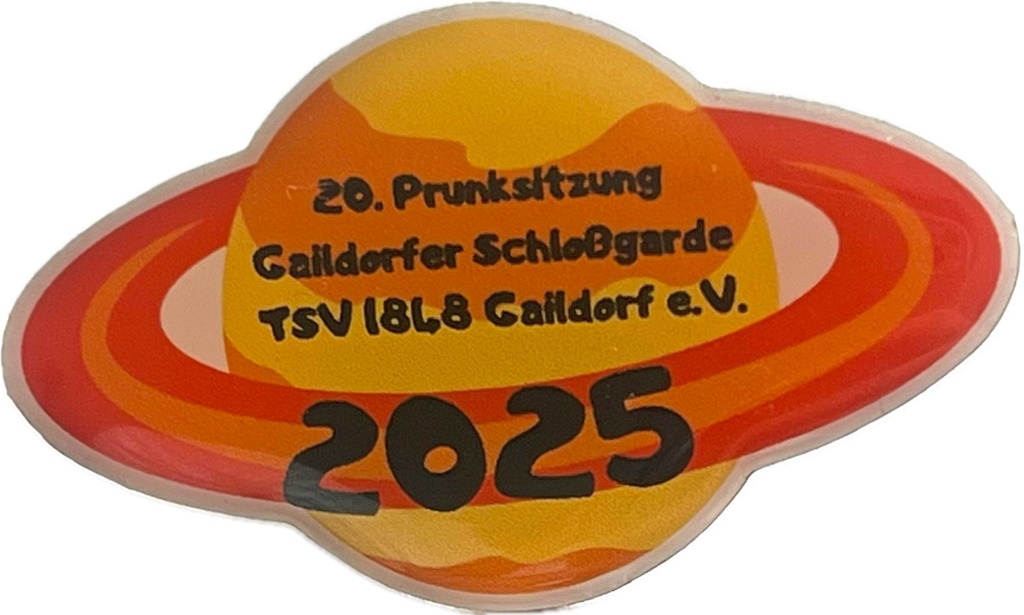 20. Prunksitzung
Gaildorfer Schloßgarde
TSV 1848 Gaildorf e.V.
2025